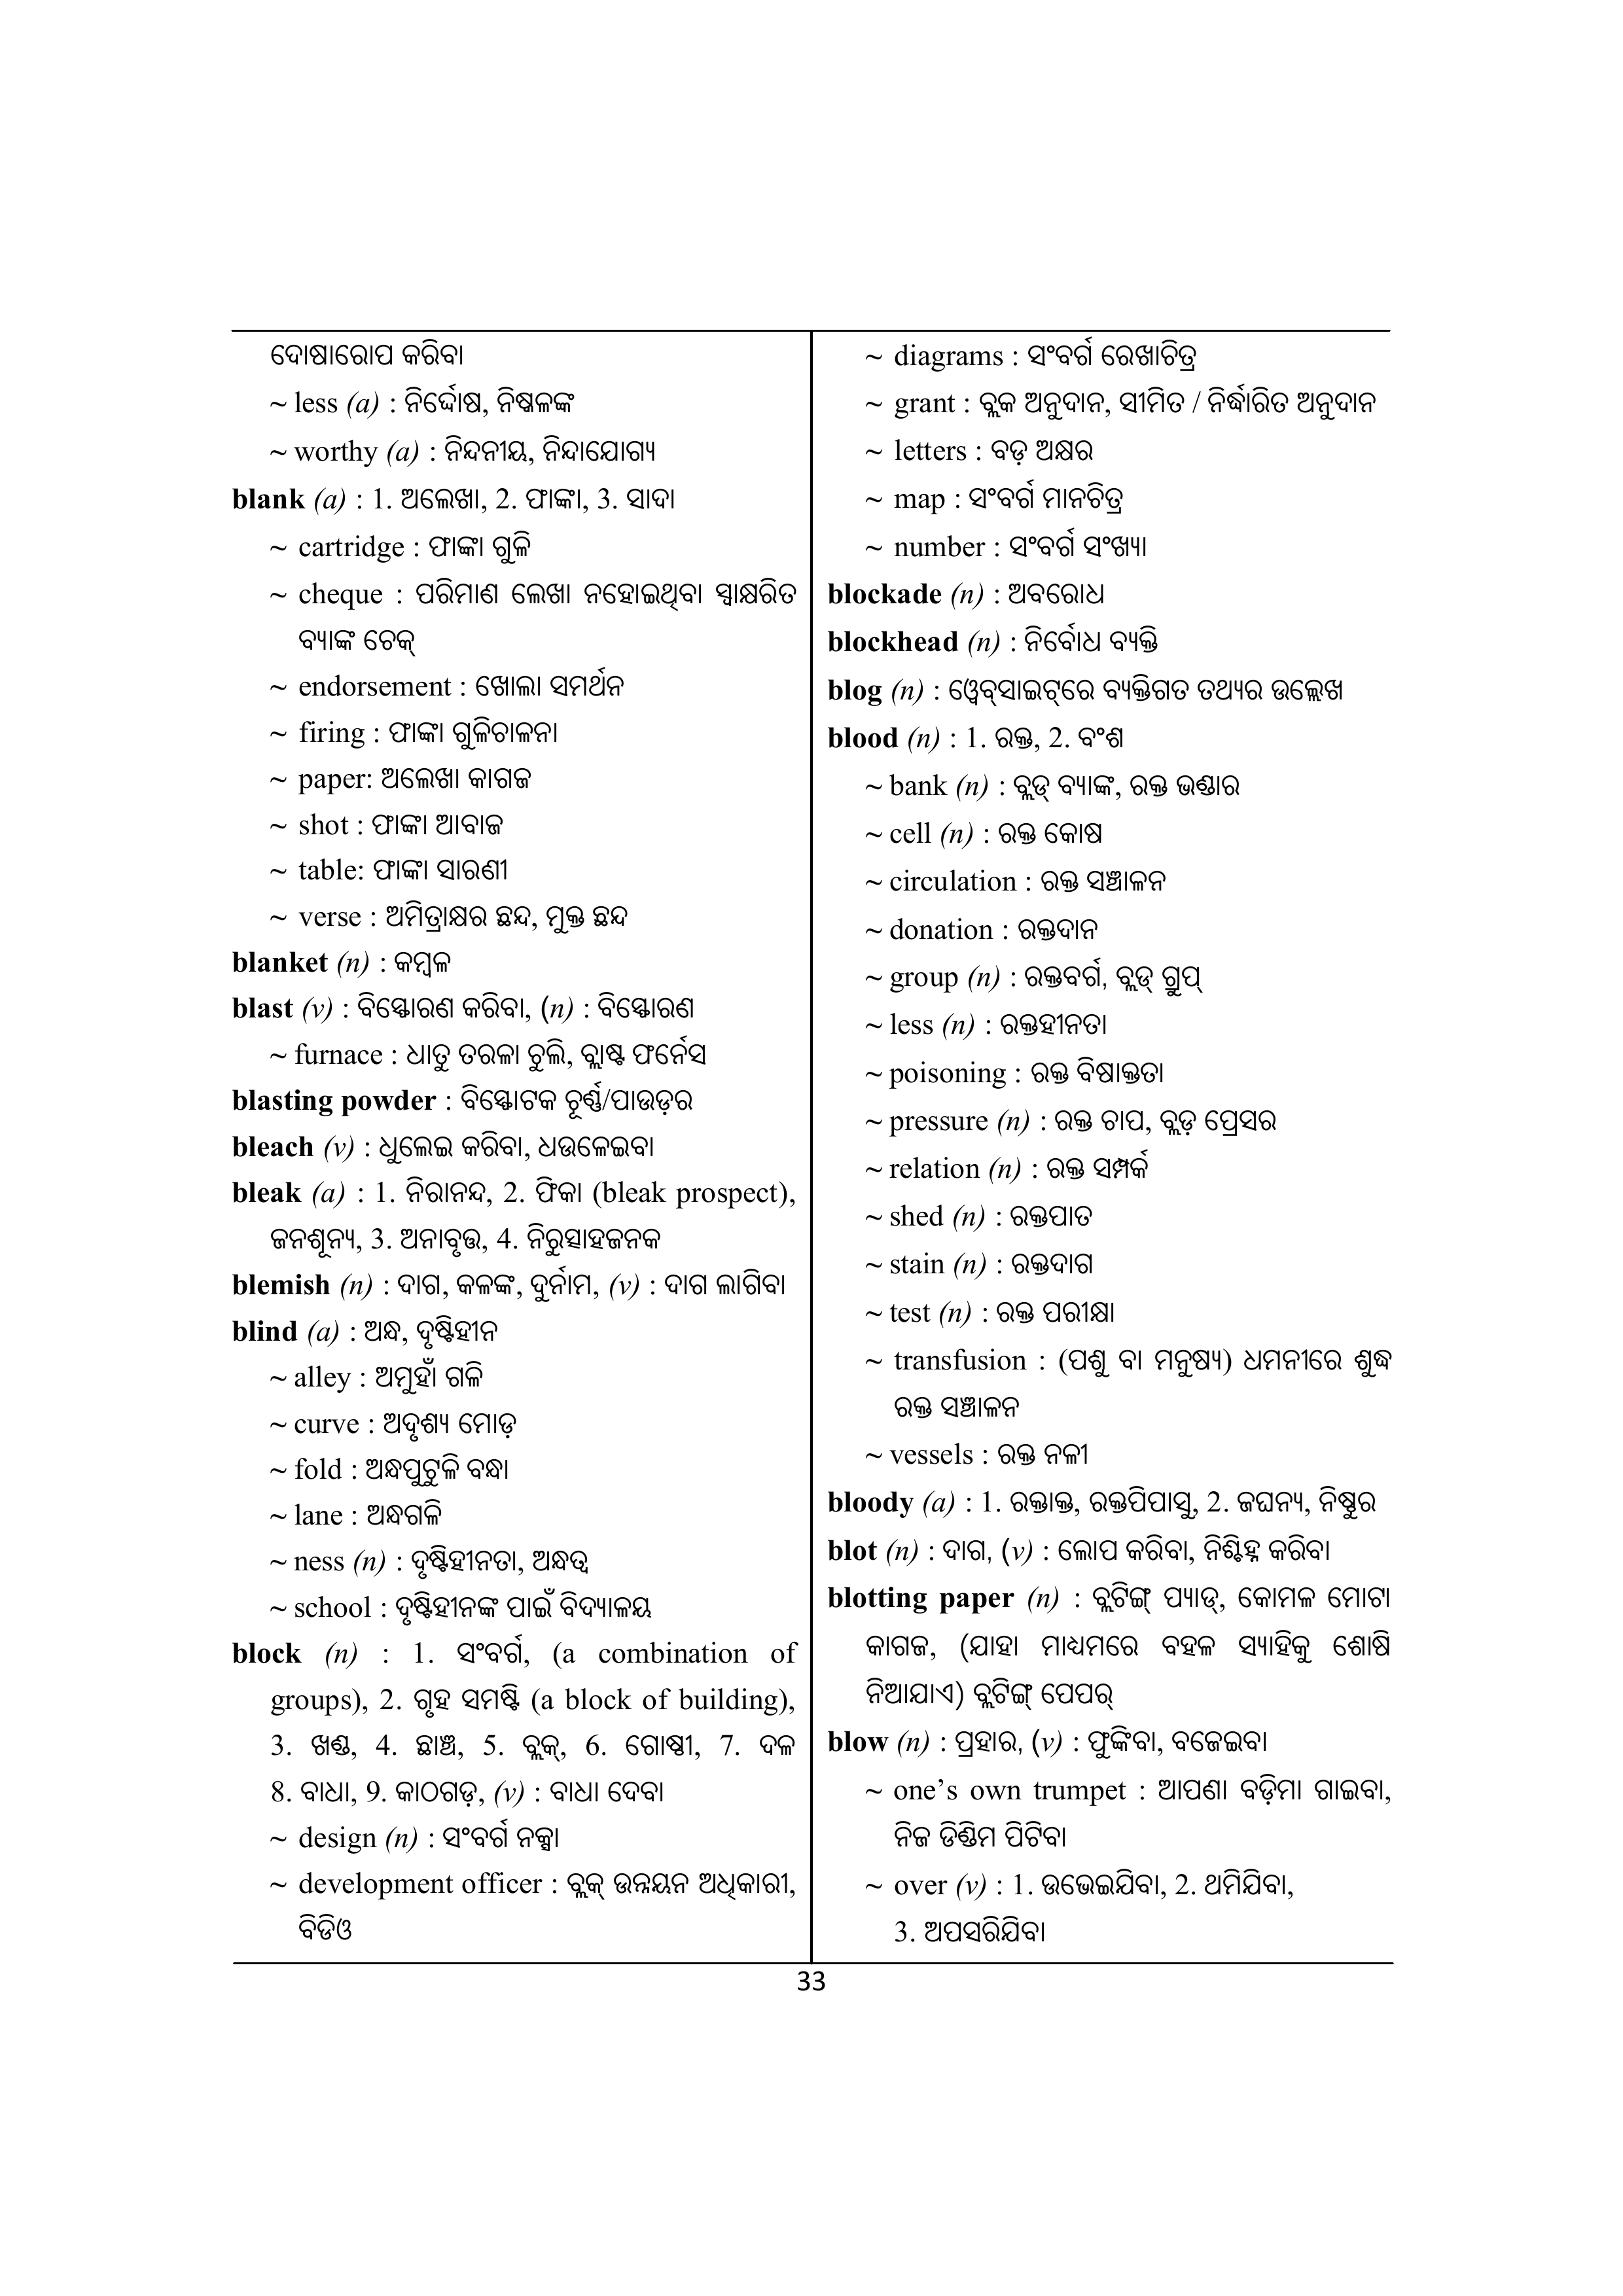 ଦୋଷାରୋପ କରିବା
~ less (a) : ନିର୍ଦ୍ଦୋଷ, ନିଷ୍କଳଙ୍କ
~ worthy (a) : ନିନ୍ଦନୀୟ, ନିନ୍ଦାଯୋଗ୍ୟ
blank (a) : 1. ଅଲେଖା, 2. ଫାଙ୍କା, 3. ସାଦା
~ cartridge : ଫାଙ୍କା ଗୁଳି
~ cheque : ପରିମାଣ ଲେଖା ନହୋଇଥିବା ସ୍ୱାକ୍ଷରିତ
ବ୍ୟାଙ୍କ ଚେକ୍
~ endorsement : ଖୋଲା ସମର୍ଥନ
~ firing : ଫାଙ୍କା ଗୁଳିଚାଳନା
~ paper: ଅଲେଖା କାଗଜ
~ shot : ଫାଙ୍କା ଆବାଜ
~ table: ଫାଙ୍କା ସାରଣୀ
~ verse : ଅମିତ୍ରାକ୍ଷର ଛନ୍ଦ, ମୁକ୍ତ ଛନ୍ଦ
blanket (n) : କମ୍ବଳ
blast (v) : ବିସ୍ଫୋରଣ କରିବା, (n) : ବିସ୍ଫୋରଣ
~ furnace : ଧାତୁ ତରଳା ଚୁଲି, ବ୍ଲାଷ୍ଟ ଫର୍ନେସ
blasting powder : ବିସ୍ଫୋଟକ ଚୂର୍ଣ୍ଣ/ପାଉଡ଼ର
bleach (v) : ଧୁଲେଇ କରିବା, ଧଉଳେଇବା
bleak (a) : 1. ନିରାନନ୍ଦ, 2. ଫିକା (bleak prospect),
ଜନଶୂନ୍ୟ, 3. ଅନାବୃତ୍ତ, 4. ନିରୁତ୍ସାହଜନକ
blemish (n) : ଦାଗ, କଳଙ୍କ, ଦୁର୍ନାମ, (v) : ଦାଗ ଲାଗିବା
blind (a) : ଅନ୍ଧ, ଦୃଷ୍ଟିହୀନ
~ alley : ଅମୁହାଁ ଗଳି
~ curve : ଅଦୃଶ୍ୟ ମୋଡ଼
~ fold : ଅନ୍ଧପୁଟୁଳି ବନ୍ଧା
~ lane : ଅନ୍ଧଗଳି
~ ness (n) : ଦୃଷ୍ଟିହୀନତା, ଅନ୍ଧତ୍ୱ
~ school : ଦୃଷ୍ଟିହୀନଙ୍କ ପାଇଁ ବିଦ୍ୟାଳୟ
block (n) : 1. ସଂବର୍ଗ, (a combination of
groups), 2. ଗୃହ ସମଷ୍ଟି (a block of building),
3. ଖଣ୍ଡ, 4. ଛାଞ୍ଚ, 5. ବ୍ଲକ୍, 6. ଗୋଷ୍ଠୀ, 7. ଦଳ
8. ବାଧା, 9. କାଠଗଡ଼, (v) : ବାଧା ଦେବା
~ design (n) : ସଂବର୍ଗ ନକ୍ସା
~ development officer : ବ୍ଲକ୍ ଉନ୍ନୟନ ଅଧିକାରୀ,
ବିଡିଓ
~ diagrams : ସଂବର୍ଗ ରେଖାଚିତ୍ର
~ grant : ବ୍ଲକ ଅନୁଦାନ, ସୀମିତ / ନିର୍ଦ୍ଧାରିତ ଅନୁଦାନ
~ letters : ବଡ଼ ଅକ୍ଷର
~ map : ସଂବର୍ଗ ମାନଚିତ୍ର
~ number : ସଂବର୍ଗ ସଂଖ୍ୟା
blockade (n) : ଅବରୋଧ
blockhead (n) : ନିର୍ବୋଧ ବ୍ୟକ୍ତି
blog (n) : ୱେବ୍‌ସାଇଟ୍‌ରେ ବ୍ୟକ୍ତିଗତ ତଥ୍ୟର ଉଲ୍ଲେଖ
blood (n) : 1. ରକ୍ତ, 2. ବଂଶ
~ bank (n) : ବ୍ଲଡ୍ ବ୍ୟାଙ୍କ, ରକ୍ତ ଭଣ୍ଡାର
~ cell (n) : ରକ୍ତ କୋଷ
~ circulation : ରକ୍ତ ସଞ୍ଚାଳନ
~ donation : ରକ୍ତଦାନ
~ group (n) : ରକ୍ତବର୍ଗ, ବ୍ଲଡ୍ ଗ୍ରୁପ୍
~ less (n) : ରକ୍ତହୀନତା
~ poisoning : ରକ୍ତ ବିଷାକ୍ତତା
~ pressure (n) : ରକ୍ତ ଚାପ, ବ୍ଲଡ଼ ପ୍ରେସର
~ relation (n) : ରକ୍ତ ସମ୍ପର୍କ
~ shed (n) : ରକ୍ତପାତ
~ stain (n) : ରକ୍ତଦାଗ
~ test (n) : ରକ୍ତ ପରୀକ୍ଷା
~ transfusion : (ପଶୁ ବା ମନୁଷ୍ୟ) ଧମନୀରେ ଶୁଦ୍ଧ
ରକ୍ତ ସଞ୍ଚାଳନ
~ vessels : ରକ୍ତ ନଳୀ
bloody (a) : 1. ରକ୍ତାକ୍ତ, ରକ୍ତପିପାସୁ, 2. ଜଘନ୍ୟ, ନିଷ୍ଠୁର
blot (n) : ଦାଗ, (v) : ଲୋପ କରିବା, ନିଶ୍ଚିହ୍ନ କରିବା
blotting paper (n) : ବ୍ଲଟିଙ୍ଗ୍ ପ୍ୟାଡ୍, କୋମଳ ମୋଟା
କାଗଜ, (ଯାହା ମାଧ୍ୟମରେ ବହଳ ସ୍ୟାହିକୁ ଶୋଷି
ନିଆଯାଏ) ବ୍ଲଟିଙ୍ଗ୍ ପେପର୍
blow (n) : ପ୍ରହାର, (v) : ଫୁଙ୍କିବା, ବଜେଇବା
~ one’s own trumpet : ଆପଣା ବଡ଼ିମା ଗାଇବା,
ନିଜ ଡିଣ୍ଡିମ ପିଟିବା
~ over (v) : 1. ଉଭେଇଯିବା, 2. ଥମିଯିବା,
3. ଅପସରିଯିବା
33